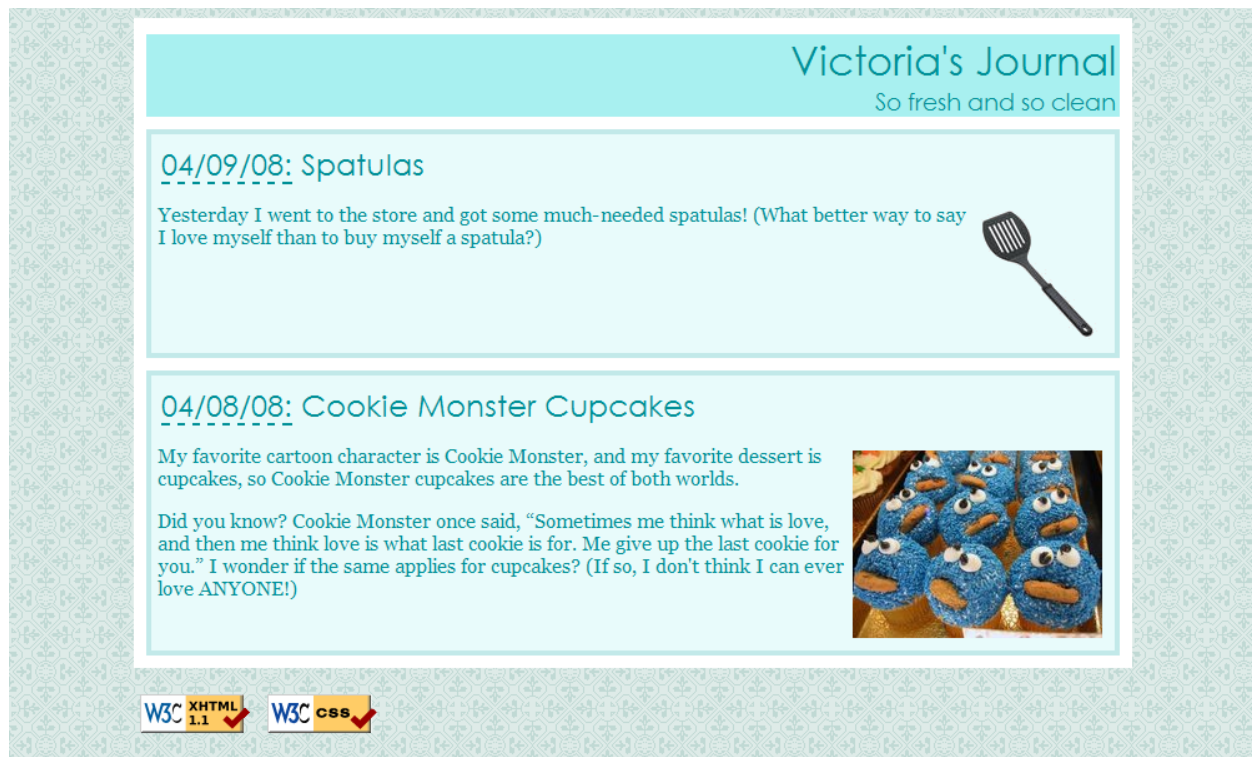 Victoria's Journal
So fresh and so clean
04/09/08: Spatulas
Yesterday I went to the store and got some much-needed spatulas! (What better way to say
I love myself than to buy myself a spatula?)
04/08/08: Cookie Monster Cupcakes
My favorite cartoon character is Cookie Monster, and my favorite dessert is
cupcakes, so Cookie Monster cupcakes are the best of both worlds.
Did you know? Cookie Monster once said, “Sometimes me think what is love,
and then me think love is what last cookie is for. Me give up the last cookie for
you.” I wonder if the same applies for cupcakes? (If so, I don't think I can ever
love ANYONE!)
W3C XHTML 1.1
W3C css